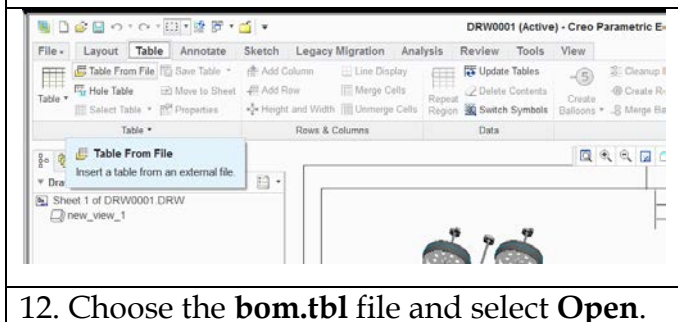 DRW0001 (Active) - Creo Parametric E
File Layout Table Annotate Sketch Legacy Migration Analysis Review Tools View
Table From File Save Table Add Column Line Display Update Tables Cleanup
Hole Table Move to Sheet Add Row Merge Cells Delete Contents Create
Select Table Properties Height and Width Unmerge Cells Switch Symbols Merge
Table Repeat Region Create Balloons
Table Rows & Columns Data
Table From File
Insert a table from an external file.
Dra
Sheet 1 of DRW0001.DRW
new_view_1
12. Choose the bom.tbl file and select Open.